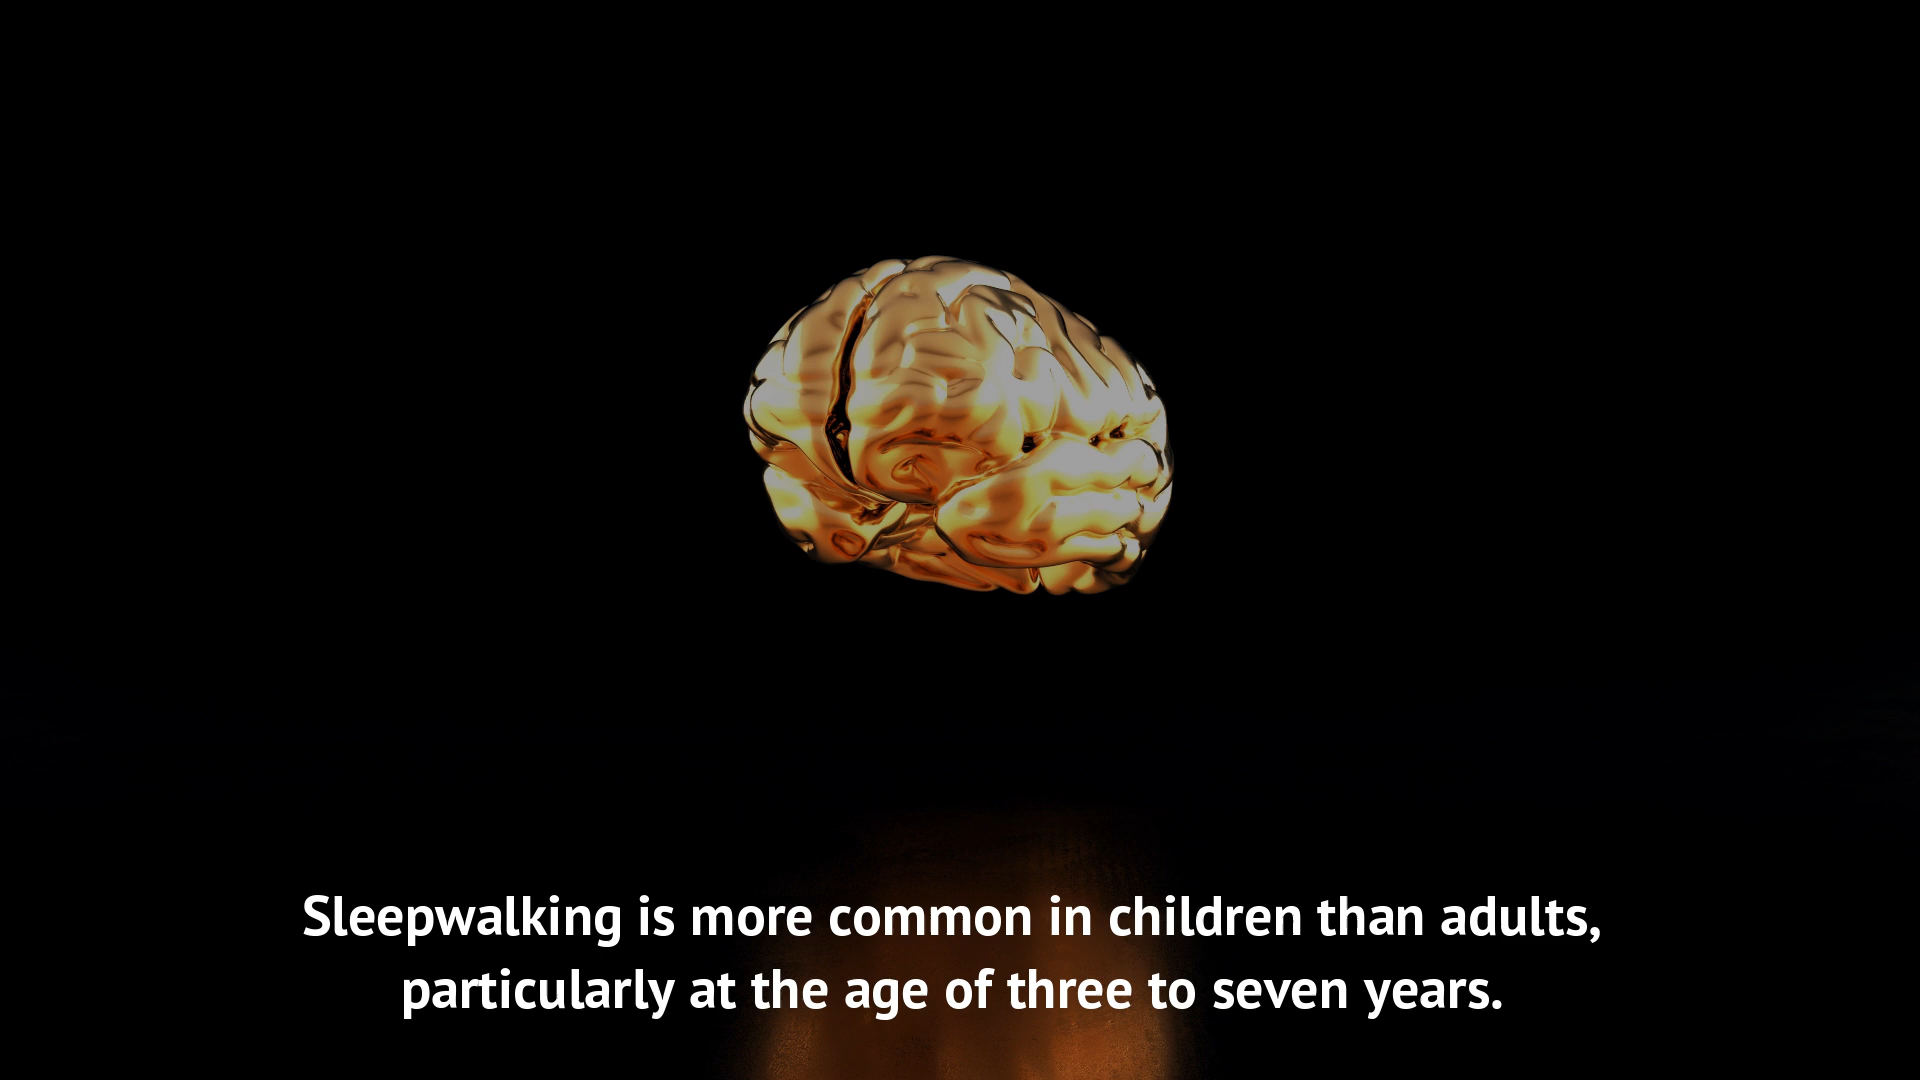 Sleepwalking is more common in children than adults,
particularly at the age of three to seven years.